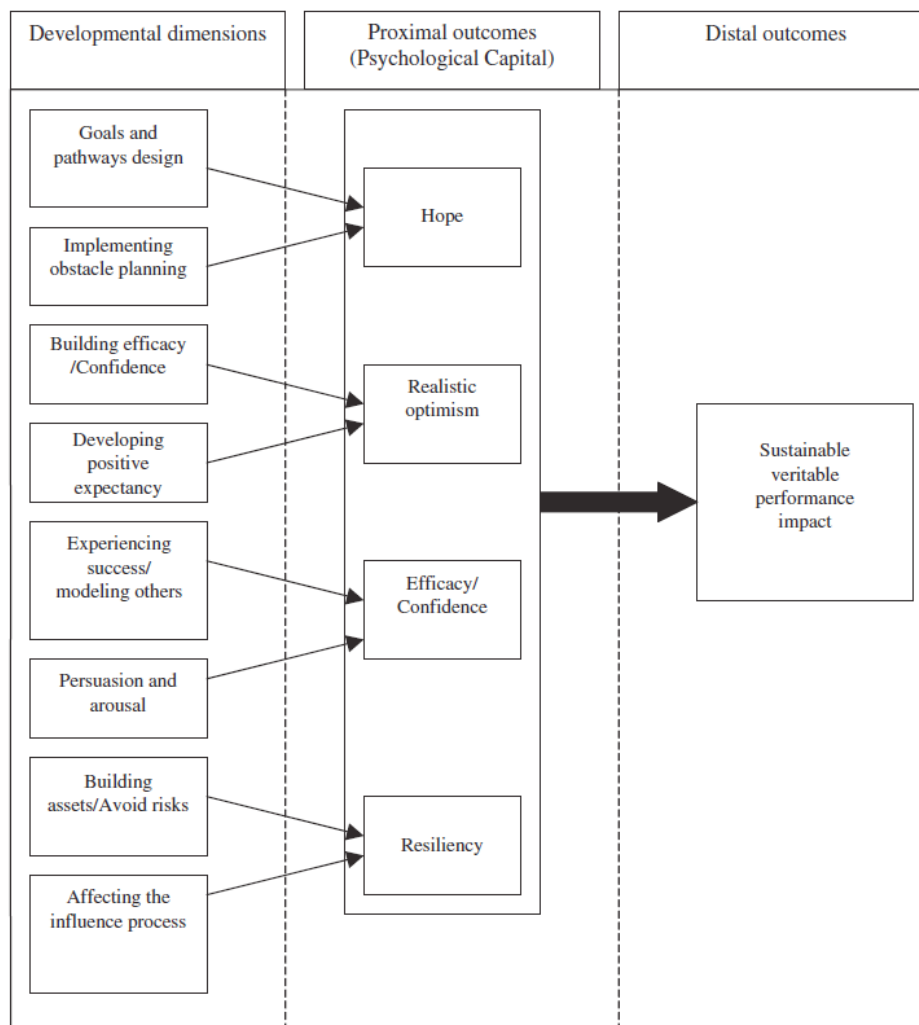 Developmental dimensions
Proximal outcomes
(Psychological Capital)
Distal outcomes
Goals and
pathways design
Implementing
obstacle planning
Building efficacy
/Confidence
Developing
positive
expectancy
Experiencing
success/
modeling others
Persuasion and
arousal
Building
assets/Avoid risks
Affecting the
influence process
Hope
Realistic
optimism
Efficacy/
Confidence
Resiliency
Sustainable
veritable
performance
impact